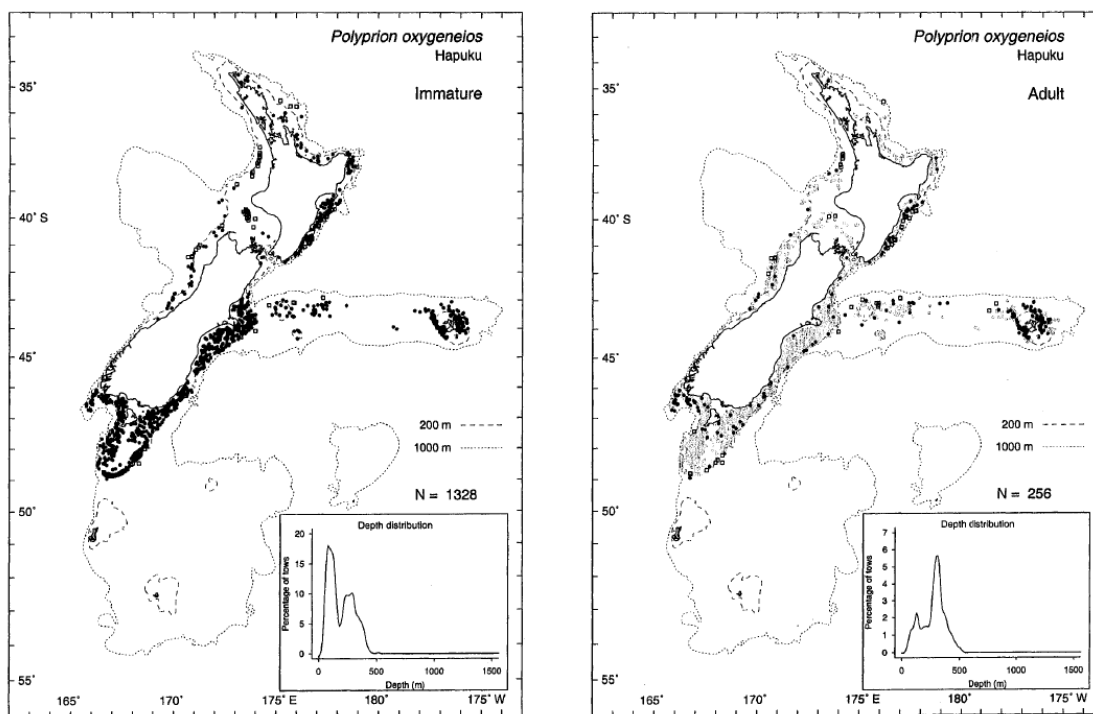 Polyprion oxygeneios
Hapuku
Immature
35°
40° S
45°
50°
55°
200 m
1000 m
N = 1328
Depth distribution
Percentage of tows
20
15
10
5
0
0
500
1000
1500
Depth (m)
165°
170°
175° E
180°
175° W
Polyprion oxygeneios
Hapuku
Adult
35°
40° S
45°
50°
55°
200 m
1000 m
N = 256
Depth distribution
Percentage of tows
7
6
5
4
3
2
1
0
0
500
1000
1500
Depth (m)
165°
170°
175° E
180°
175° W